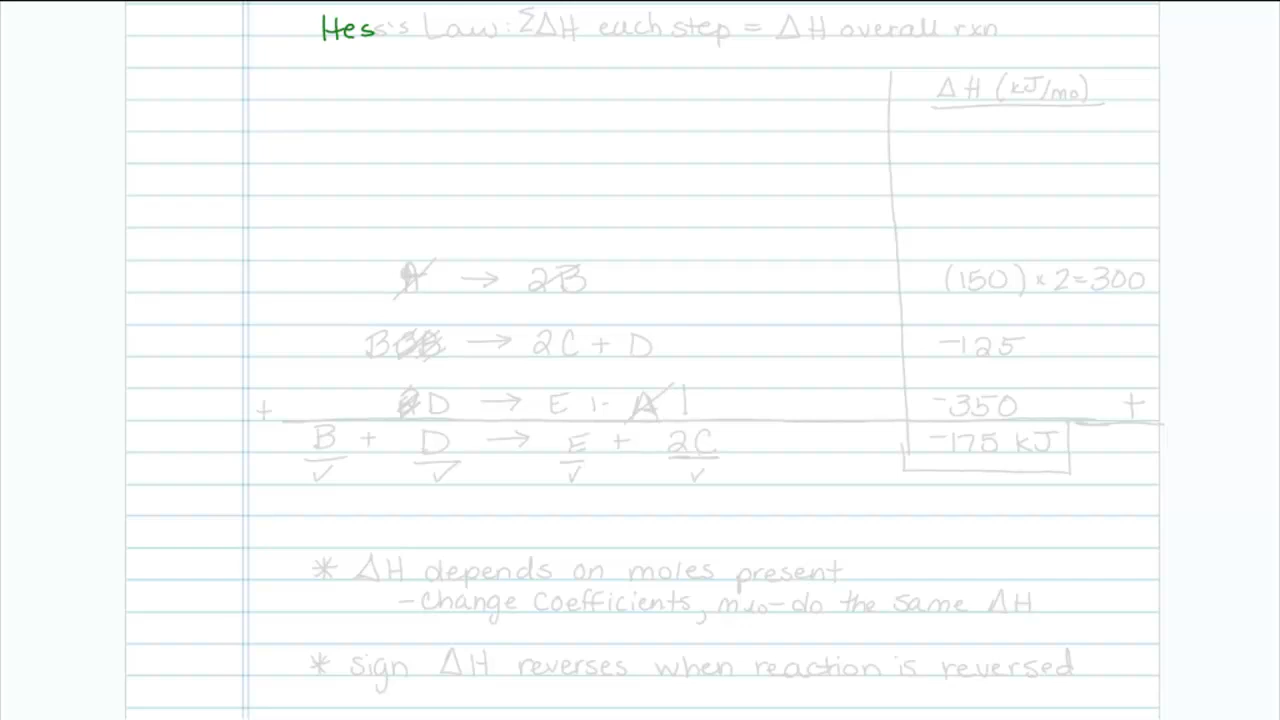 Hess's Law: ΣΔH each step = ΔH overall rxn
ΔH (kJ/mo)
A → 2B (150) × 2 = 300
B → 2C + D -125
D → E + A -350
+ +
B + D → E + 2C -175 kJ
✓ ✓ ✓ ✓
* ΔH depends on moles present
- Change coefficients, do the same ΔH
* sign ΔH reverses when reaction is reversed